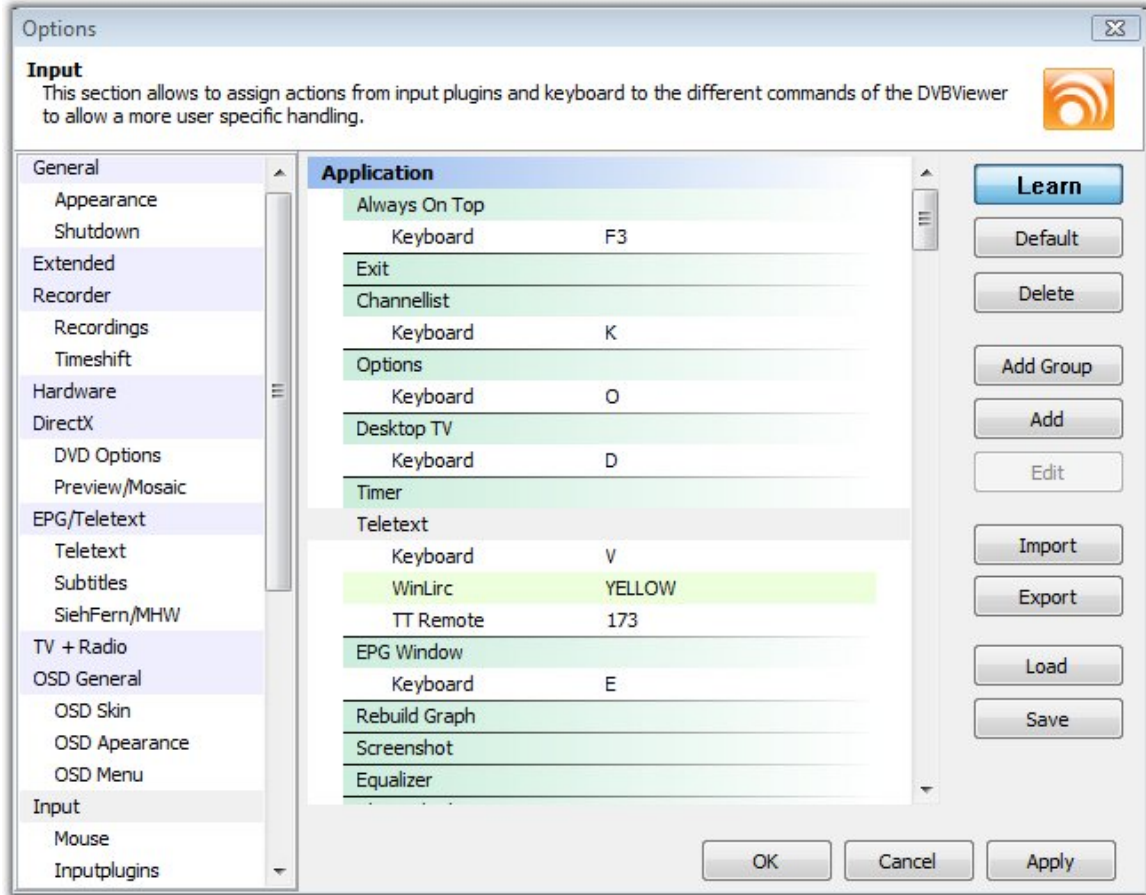 Options
Input
This section allows to assign actions from input plugins and keyboard to the different commands of the DVBViewer
to allow a more user specific handling.
General
Appearance
Shutdown
Extended
Recorder
Recordings
Timeshift
Hardware
DirectX
DVD Options
Preview/Mosaic
EPG/Teletext
Teletext
Subtitles
SiehFern/MHW
TV + Radio
OSD General
OSD Skin
OSD Apearance
OSD Menu
Input
Mouse
Inputplugins
Application
Always On Top
Keyboard F3
Exit
Channellist
Keyboard K
Options
Keyboard O
Desktop TV
Keyboard D
Timer
Teletext
Keyboard V
WinLirc YELLOW
TT Remote 173
EPG Window
Keyboard E
Rebuild Graph
Screenshot
Equalizer
Learn
Default
Delete
Add Group
Add
Edit
Import
Export
Load
Save
OK
Cancel
Apply